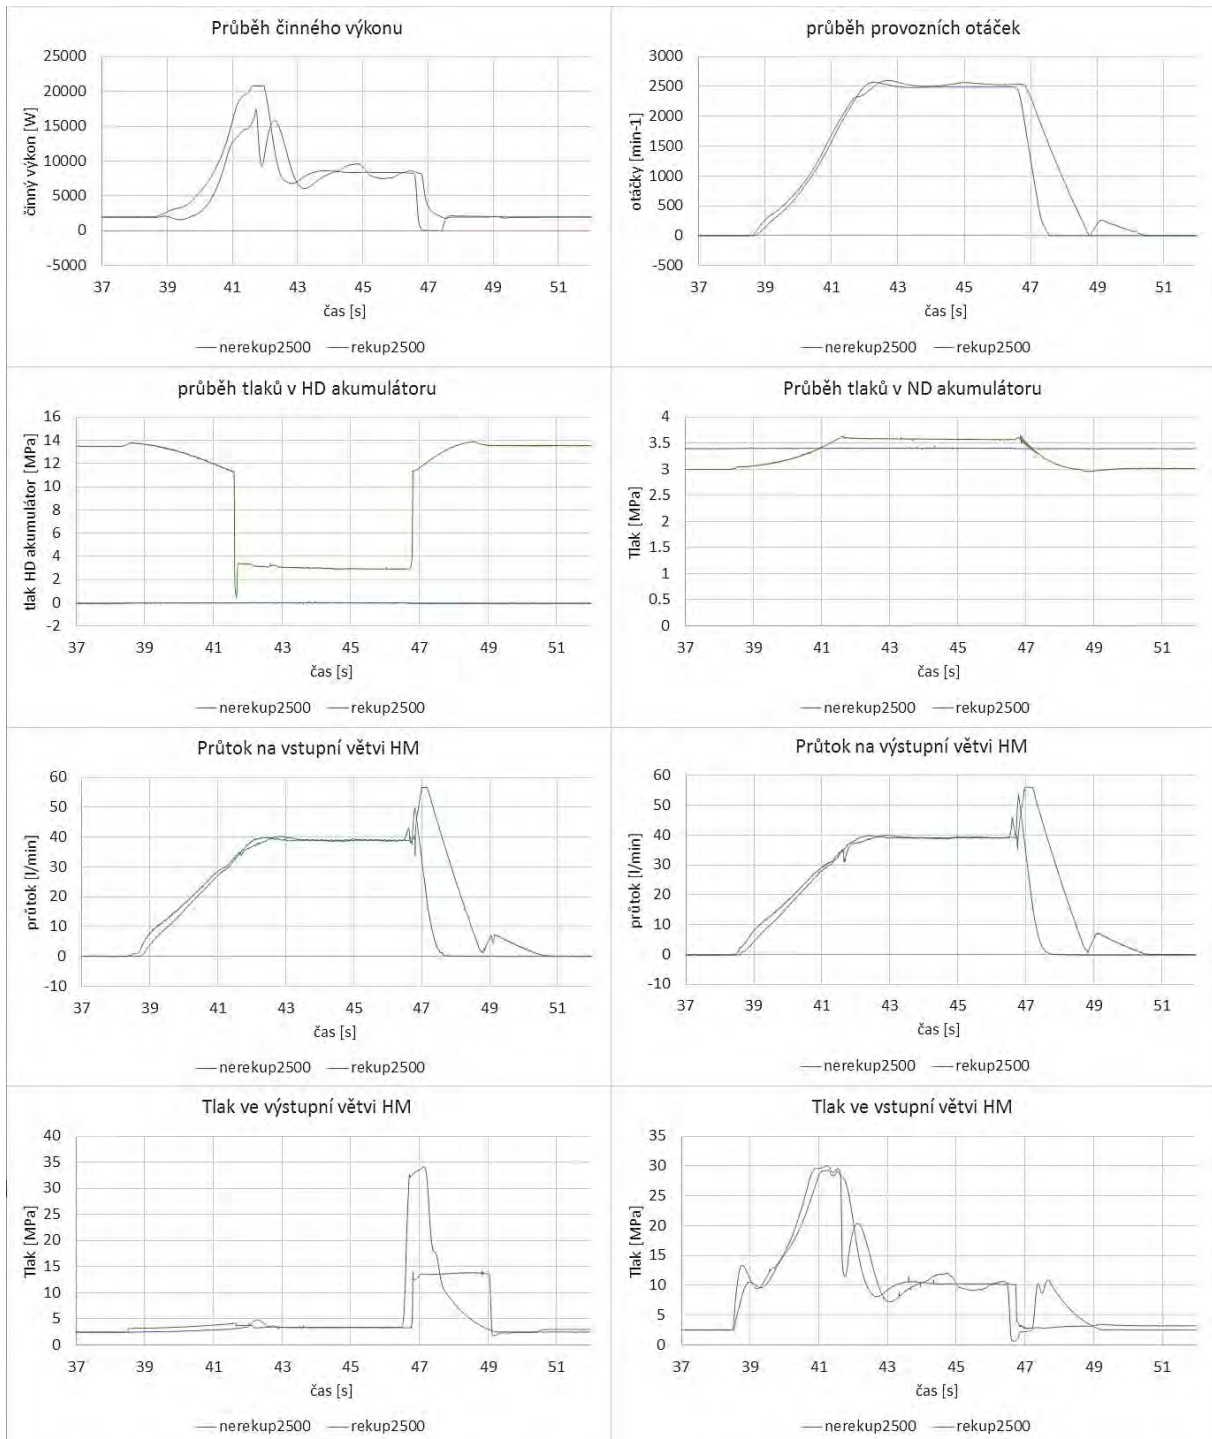 Průběh činného výkonu
činný výkon [W]
25000
20000
15000
10000
5000
0
-5000
37 39 41 43 45 47 49 51
čas [s]
nerekup2500 rekup2500
průběh provozních otáček
otáčky [min-1]
3000
2500
2000
1500
1000
500
0
-500
37 39 41 43 45 47 49 51
čas [s]
nerekup2500 rekup2500
průběh tlaků v HD akumulátoru
tlak HD akumulátor [MPa]
16
14
12
10
8
6
4
2
0
-2
37 39 41 43 45 47 49 51
čas [s]
nerekup2500 rekup2500
Průběh tlaků v ND akumulátoru
Tlak [MPa]
4
3.5
3
2.5
2
1.5
1
0.5
0
37 39 41 43 45 47 49 51
čas [s]
nerekup2500 rekup2500
Průtok na vstupní větvi HM
průtok [l/min]
60
50
40
30
20
10
0
-10
37 39 41 43 45 47 49 51
čas [s]
nerekup2500 rekup2500
Průtok na výstupní větvi HM
průtok [l/min]
60
50
40
30
20
10
0
-10
37 39 41 43 45 47 49 51
čas [s]
nerekup2500 rekup2500
Tlak ve výstupní větvi HM
Tlak [MPa]
40
35
30
25
20
15
10
5
0
37 39 41 43 45 47 49 51
čas [s]
nerekup2500 rekup2500
Tlak ve vstupní větvi HM
Tlak [MPa]
35
30
25
20
15
10
5
0
37 39 41 43 45 47 49 51
čas [s]
nerekup2500 rekup2500